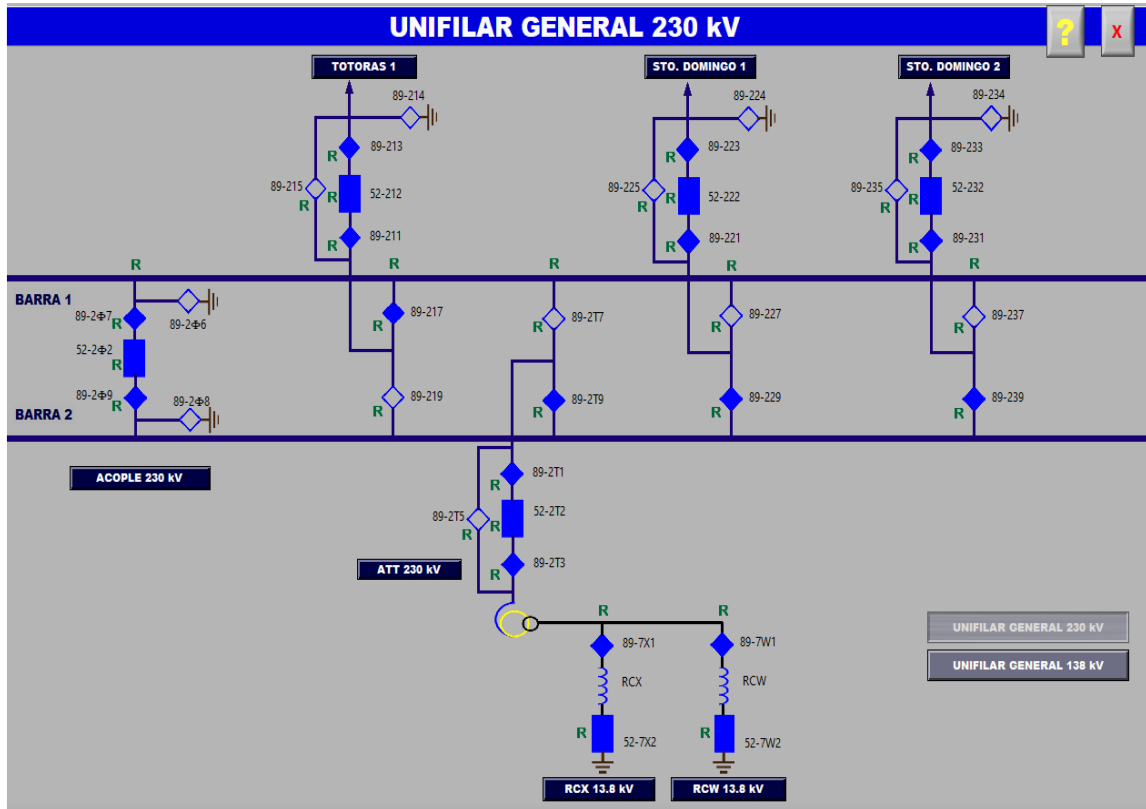 UNIFILAR GENERAL 230 kV
?
X
TOTORAS 1
STO. DOMINGO 1
STO. DOMINGO 2
89-214
89-224
89-234
89-213
R
89-223
R
89-233
R
89-215
R
R
52-212
89-225
R
R
52-222
89-235
R
R
52-232
89-211
R
89-221
R
89-231
R
R
R
R
R
R
BARRA 1
89-2Φ7
R
89-2Φ6
89-217
R
89-2T7
R
89-227
R
89-237
R
52-2Φ2
R
89-2Φ9
R
89-2Φ8
89-219
R
89-2T9
R
89-229
R
89-239
R
BARRA 2
ACOPLE 230 kV
89-2T1
R
89-2T5
R
R
52-2T2
89-2T3
R
ATT 230 kV
R
R
89-7X1
89-7W1
UNIFILAR GENERAL 230 kV
UNIFILAR GENERAL 138 kV
RCX
RCW
R
52-7X2
R
52-7W2
RCX 13.8 kV
RCW 13.8 kV